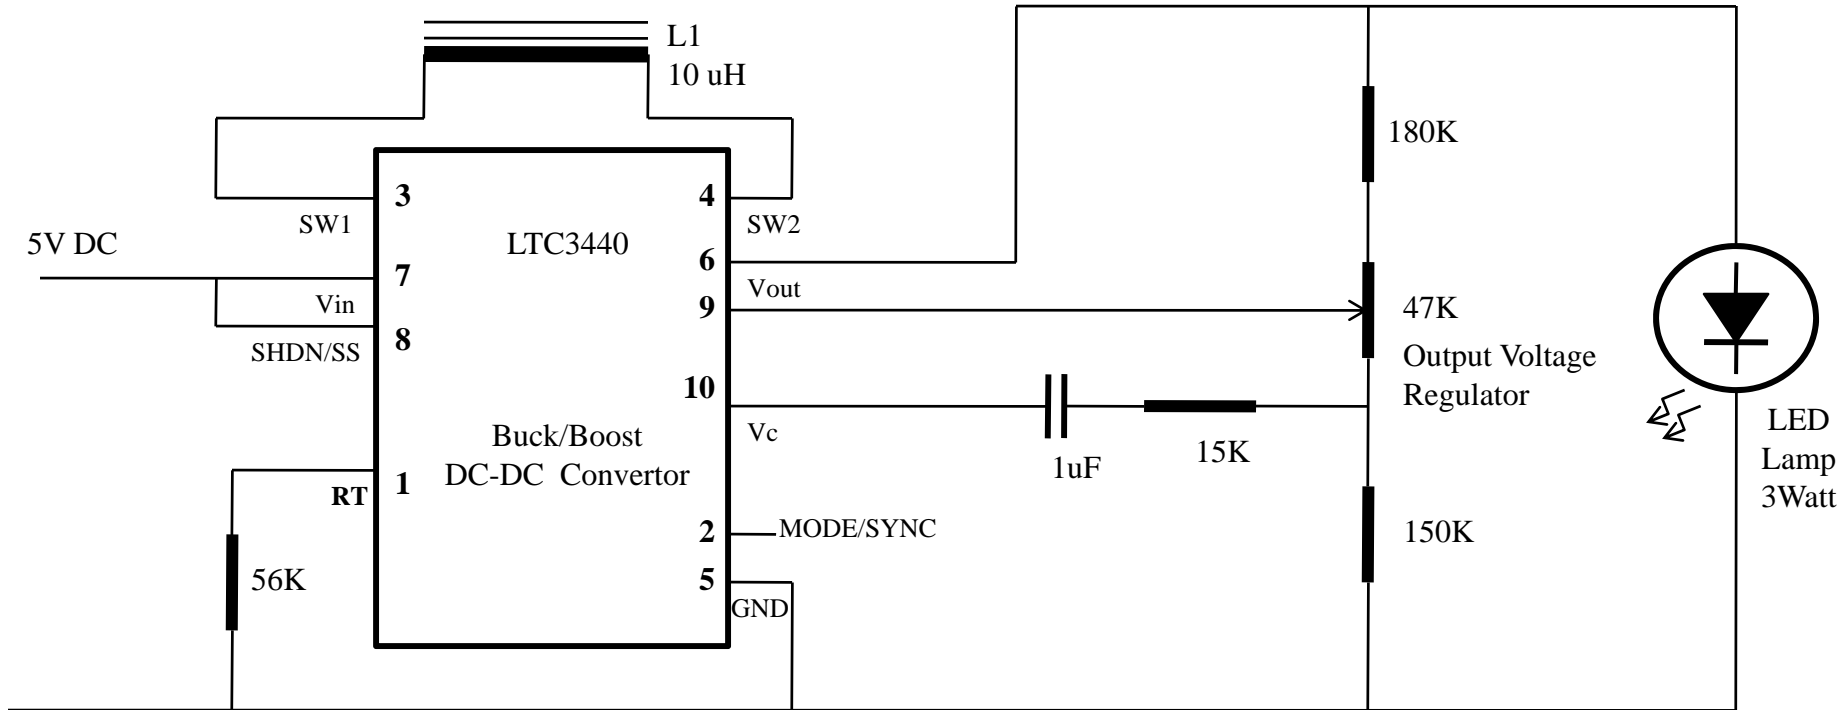 L1
10 uH
180K
3
4
SW1
SW2
5V DC
LTC3440
7
6
Vin
Vout
9
47K
8
SHDN/SS
Output Voltage
Regulator
10
Vc
LED
Lamp
3Watt
Buck/Boost
DC-DC Convertor
1uF
15K
1
RT
2
MODE/SYNC
150K
56K
5
GND